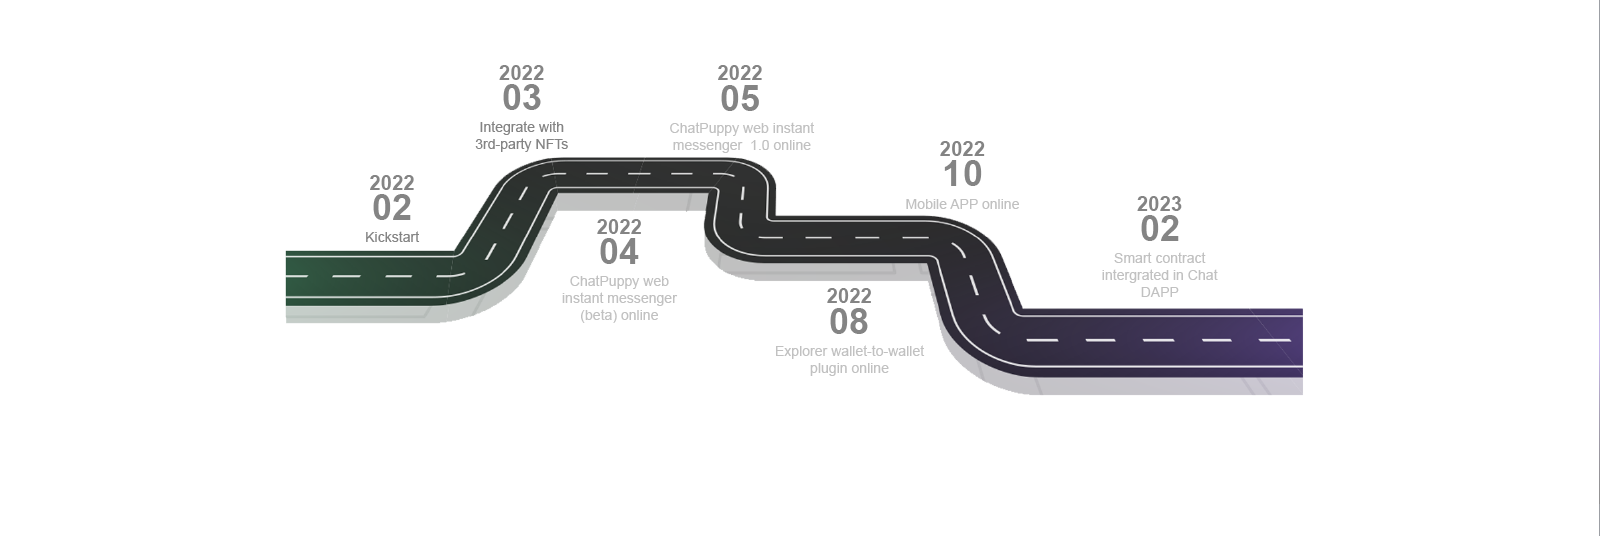 2022
02
Kickstart
2022
03
Integrate with
3rd-party NFTs
2022
04
ChatPuppy web
instant messenger
(beta) online
2022
05
ChatPuppy web instant
messenger 1.0 online
2022
08
Explorer wallet-to-wallet
plugin online
2022
10
Mobile APP online
2023
02
Smart contract
intergrated in Chat
DAPP